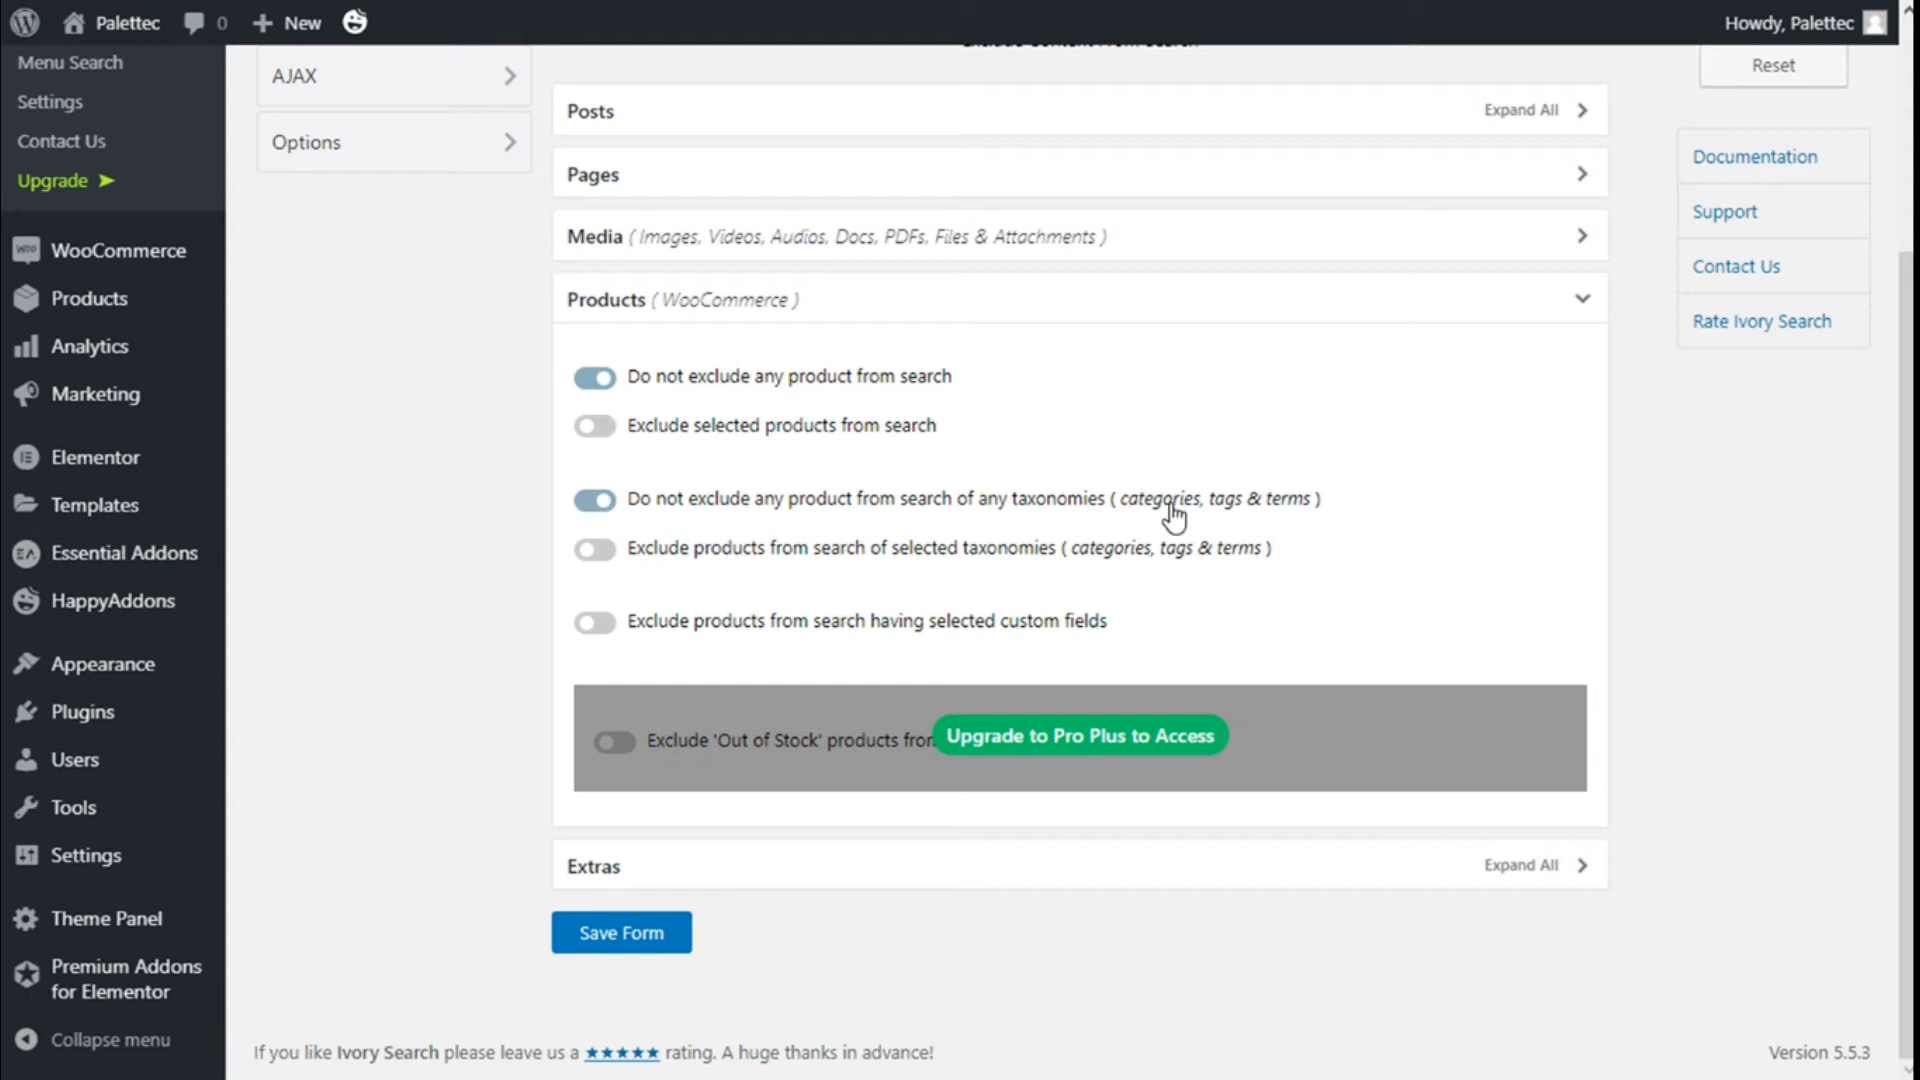 Palettec
0
New
Howdy, Palettec
Menu Search
Settings
Contact Us
Upgrade
WooCommerce
Products
Analytics
Marketing
Elementor
Templates
Essential Addons
HappyAddons
Appearance
Plugins
Users
Tools
Settings
Theme Panel
Premium Addons
for Elementor
Collapse menu
AJAX
Options
Posts
Expand All
Pages
Media ( Images, Videos, Audios, Docs, PDFs, Files & Attachments )
Products ( WooCommerce )
Do not exclude any product from search
Exclude selected products from search
Do not exclude any product from search of any taxonomies ( categories, tags & terms )
Exclude products from search of selected taxonomies ( categories, tags & terms )
Exclude products from search having selected custom fields
Exclude 'Out of Stock' products from
Upgrade to Pro Plus to Access
Extras
Expand All
Save Form
Reset
Documentation
Support
Contact Us
Rate Ivory Search
If you like Ivory Search please leave us a ★★★★★ rating. A huge thanks in advance!
Version 5.5.3